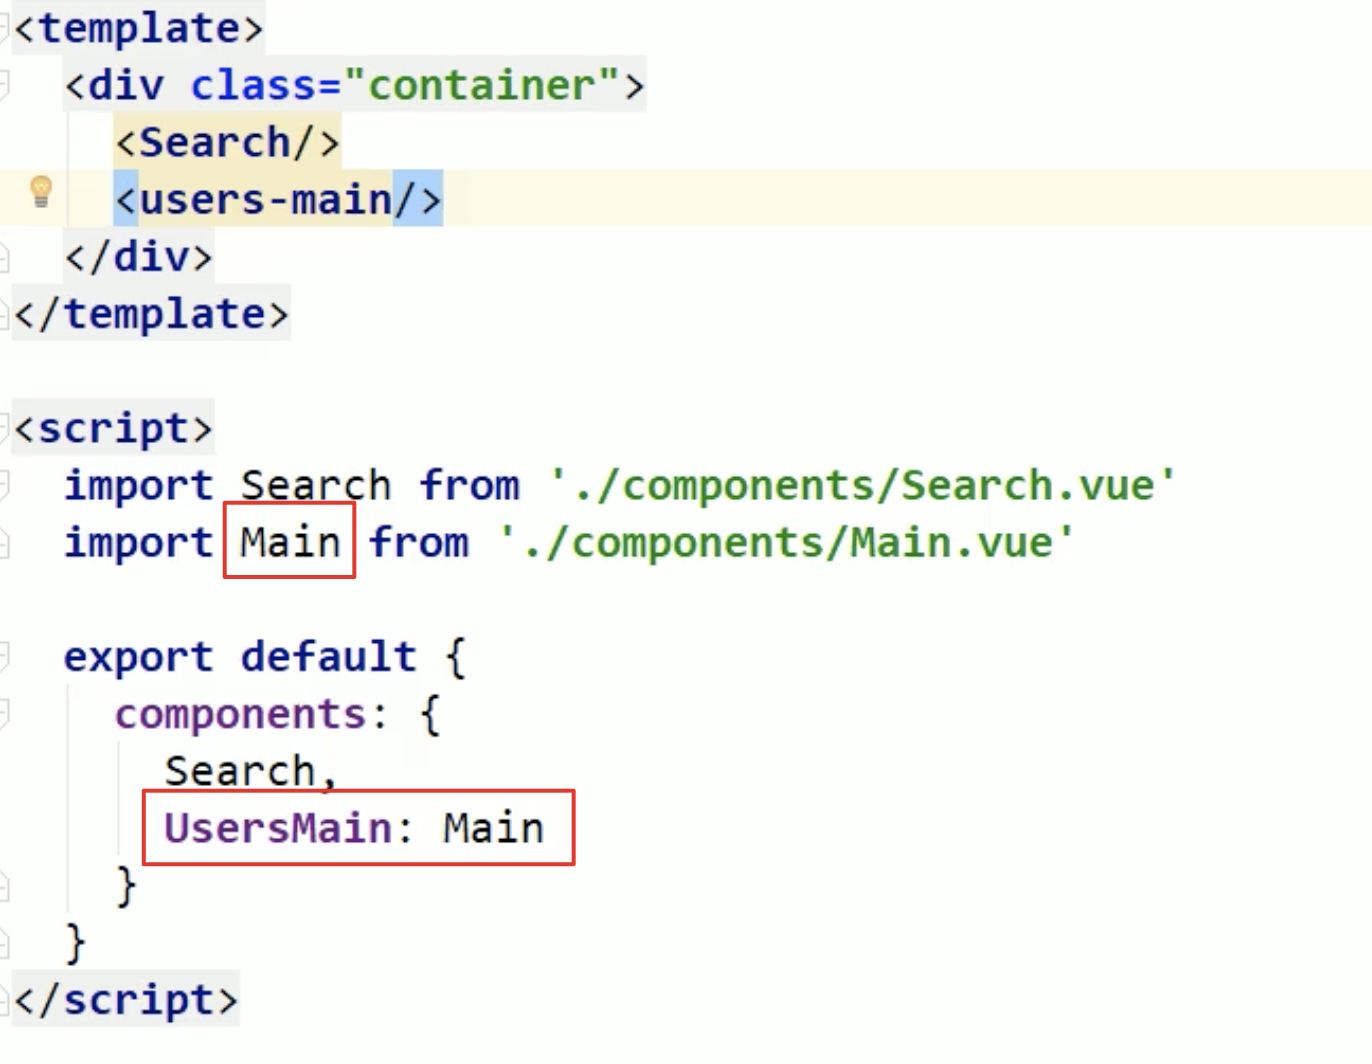 <template>
<div class="container">
<Search/>
<users-main/>
</div>
</template>
<script>
import Search from './components/Search.vue'
import Main from './components/Main.vue'
export default {
components: {
Search,
UsersMain: Main
}
}
</script>